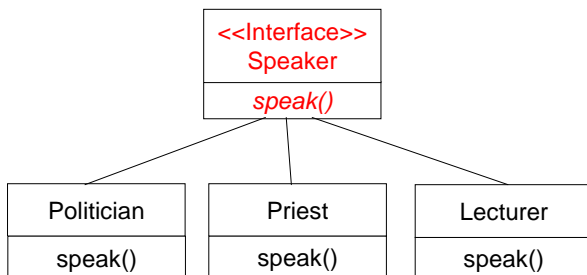 <<Interface>>
Speaker
speak()
Politician
Priest
Lecturer
speak()
speak()
speak()